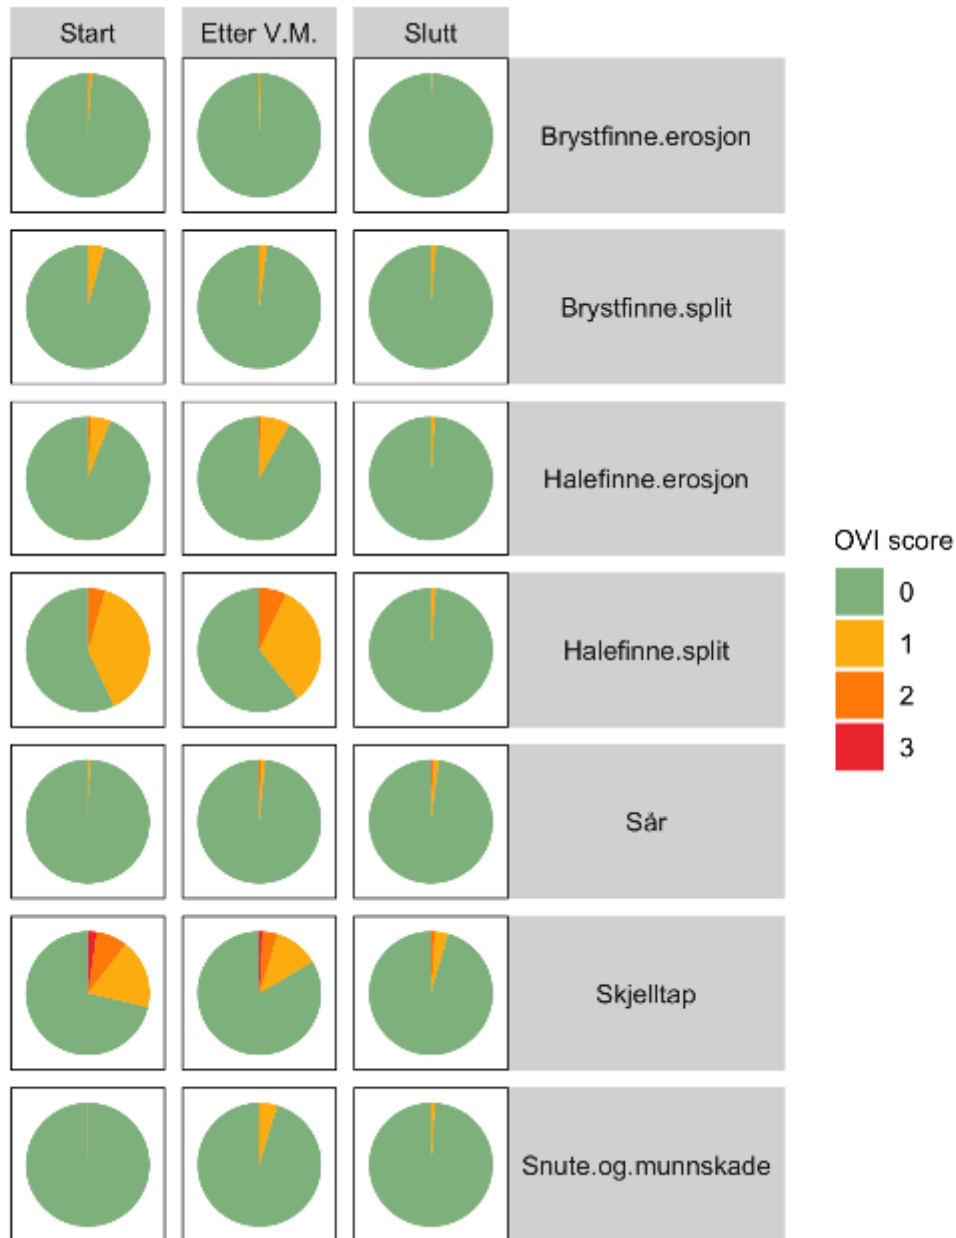 Start
Etter V.M.
Slutt
Brystfinne.erosjon
Brystfinne.split
Halefinne.erosjon
Halefinne.split
Sår
Skjelltap
Snute.og.munnskade
OVI score
0
1
2
3